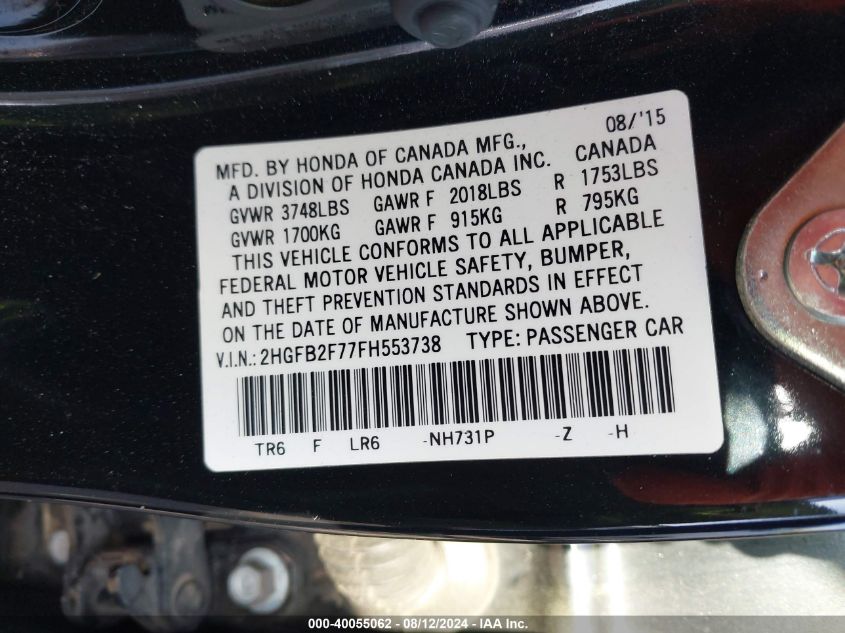 08/'15
MFD. BY HONDA OF CANADA MFG.,
A DIVISION OF HONDA CANADA INC. CANADA
GVWR 3748LBS GAWR F 2018LBS R 1753LBS
GVWR 1700KG GAWR F 915KG R 795KG
THIS VEHICLE CONFORMS TO ALL APPLICABLE
FEDERAL MOTOR VEHICLE SAFETY, BUMPER,
AND THEFT PREVENTION STANDARDS IN EFFECT
ON THE DATE OF MANUFACTURE SHOWN ABOVE.
V.I.N.: 2HGFB2F77FH553738 TYPE: PASSENGER CAR
TR6 F LR6 -NH731P -Z -H
000-40055062 - 08/12/2024 - IAA Inc.